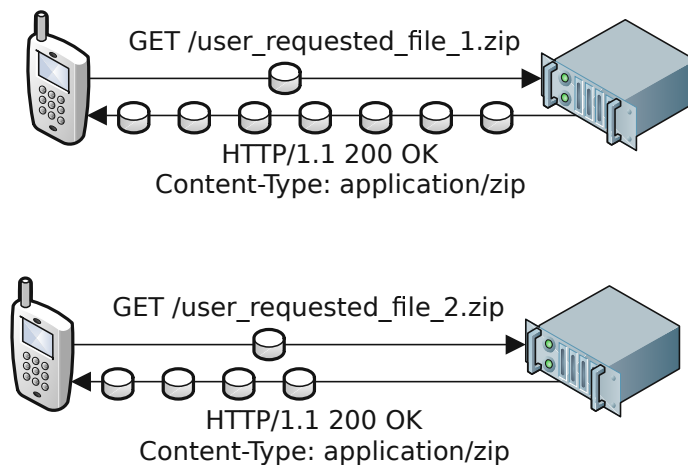 GET /user_requested_file_1.zip
HTTP/1.1 200 OK
Content-Type: application/zip
GET /user_requested_file_2.zip
HTTP/1.1 200 OK
Content-Type: application/zip